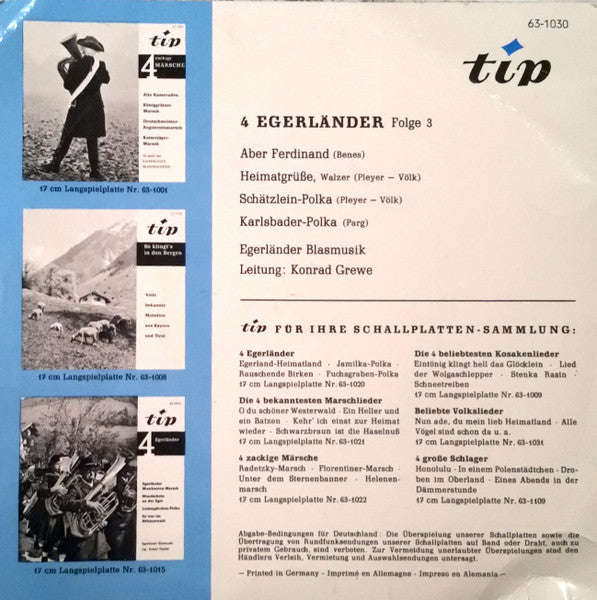 63-1030
tip
4 EGERLÄNDER Folge 3
Aber Ferdinand (Benes)
Heimatgrüße, Walzer (Pleyer – Völk)
Schätzlein-Polka (Pleyer – Völk)
Karlsbader-Polka (Parg)
Egerländer Blasmusik
Leitung: Konrad Grewe
tip
4 zackige
MÄRSCHE
Alte Kameraden
Königgrätzer
Marsch
Deutschmeister-
Regimentsmarsch
Kaiserjäger-
Marsch
17 cm Langspielplatte Nr. 63-1001
tip
So klingt's
in den Bergen
Viele
bekannte
Melodien
aus Bayern
und Tirol
17 cm Langspielplatte Nr. 63-1008
tip
4 Egerländer
Egerländer
Musikanten-Marsch
an der Eger
17 cm Langspielplatte Nr. 63-1015
tip FÜR IHRE SCHALLPLATTEN-SAMMLUNG:
4 Egerländer
Egerland-Heimatland · Jamilka-Polka ·
Rauschende Birken · Fuchsgraben-Polka
17 cm Langspielplatte Nr. 63-1020
Die 4 bekanntesten Marschlieder
O du schöner Westerwald · Ein Heller und
ein Batzen · Kehr' ich einst zur Heimat
wieder · Schwarzbraun ist die Haselnuß
17 cm Langspielplatte Nr. 63-1021
4 zackige Märsche
Radetzky-Marsch · Florentiner-Marsch ·
Unter dem Sternenbanner · Helenen-
marsch
17 cm Langspielplatte Nr. 63-1022
Die 4 beliebtesten Kosakenlieder
Eintönig klingt hell das Glöcklein · Lied
der Wolgaschlepper · Stenka Rasin ·
Schneetreiben
17 cm Langspielplatte Nr. 63-1009
Beliebte Volkslieder
Nun ade, du mein lieb Heimatland · Alle
Vögel sind schon da u. a.
17 cm Langspielplatte Nr. 63-1031
4 große Schlager
Honolulu · In einem Polenstädtchen · Dro-
ben im Oberland · Eines Abends in der
Dämmerstunde
17 cm Langspielplatte Nr. 63-1109
Abgabe-Bedingungen für Deutschland: Die Überspielung unserer Schallplatten sowie die
Übertragung von Rundfunksendungen unserer Schallplatten auf Band oder Draht, auch zu
privatem Gebrauch, sind verboten. Zur Vermeidung unerlaubter Überspielungen sind den
Händlern Verleih, Vermietung und Auswahlsendungen untersagt.
– Printed in Germany · Imprimé en Allemagne · Impreso en Alemania –